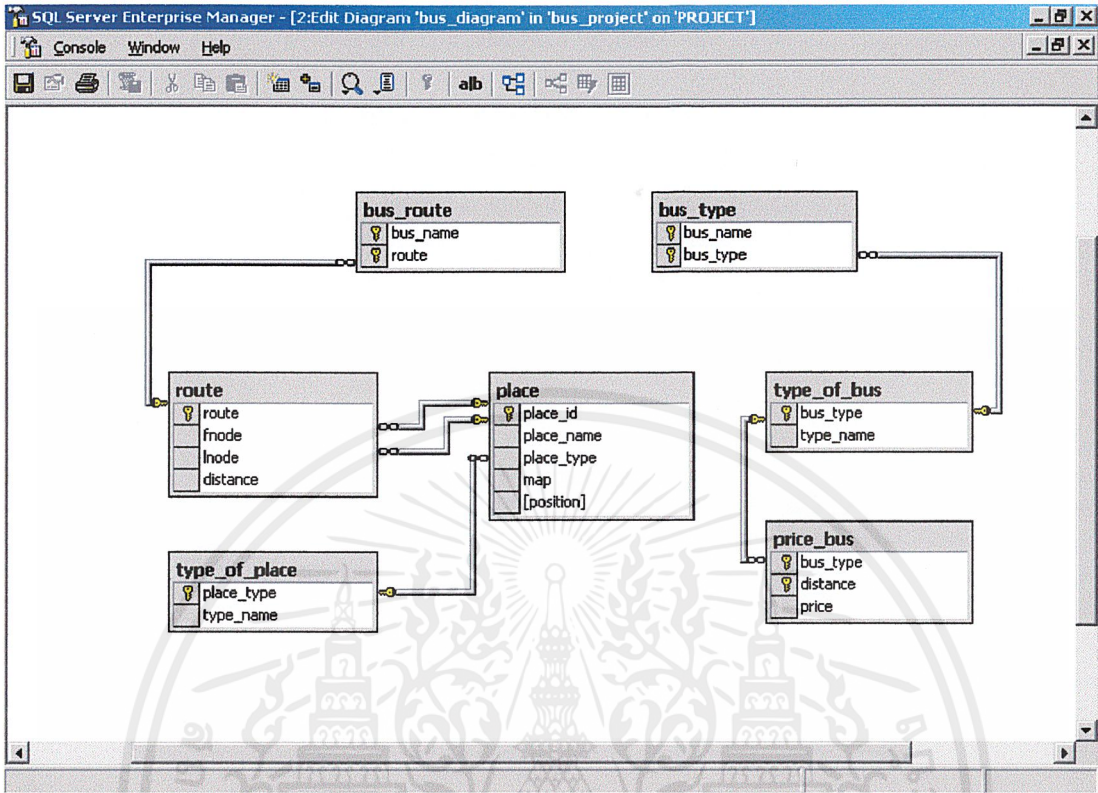 SQL Server Enterprise Manager - [2:Edit Diagram 'bus_diagram' in 'bus_project' on 'PROJECT']
Console Window Help
a|b
bus_route
bus_name
route
bus_type
bus_name
bus_type
route
route
fnode
lnode
distance
place
place_id
place_name
place_type
map
[position]
type_of_bus
bus_type
type_name
type_of_place
place_type
type_name
price_bus
bus_type
distance
price